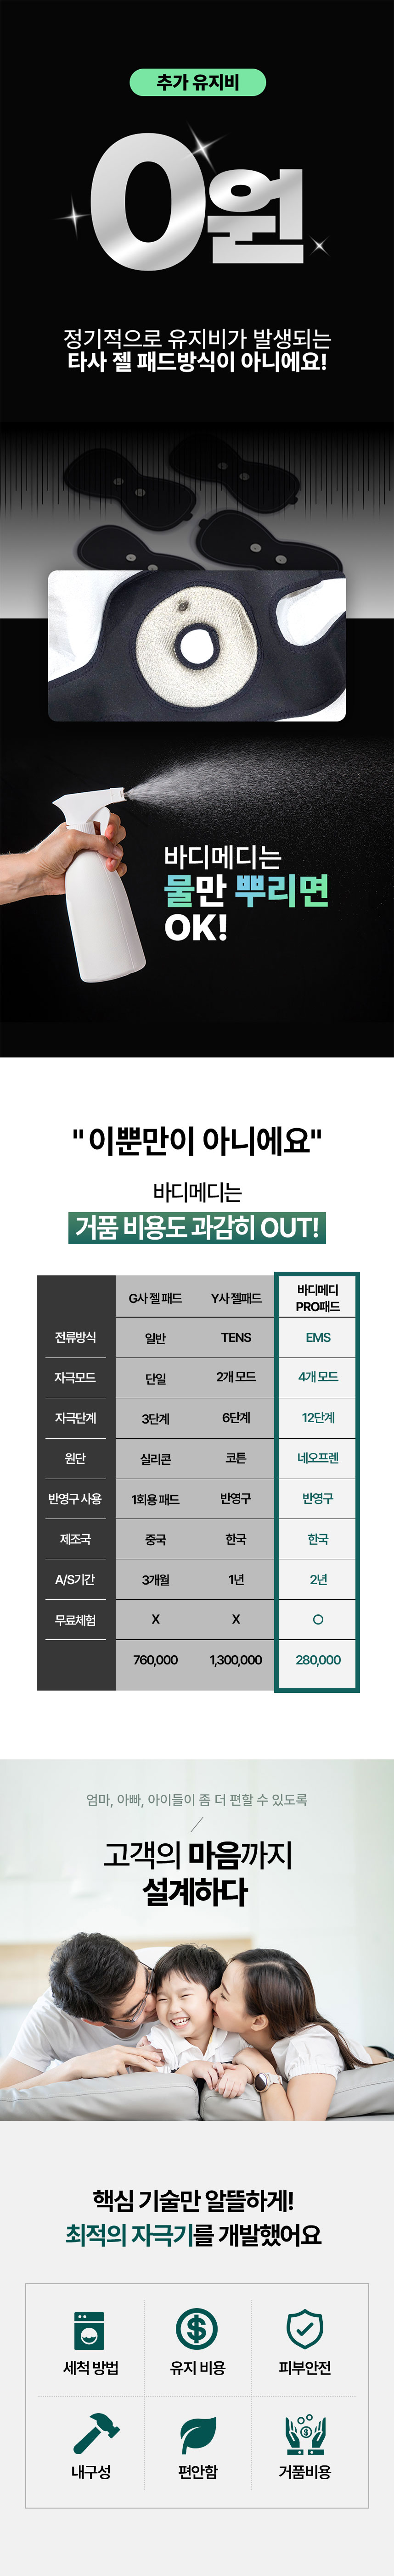 추가 유지비
0원
정기적으로 유지비가 발생되는
타사 젤 패드방식이 아니에요!
바디메디는
물만 뿌리면
OK!
"이뿐만이 아니에요"
바디메디는
거품 비용도 과감히 OUT!
G사 젤 패드 Y사 젤패드 바디메디 PRO패드
전류방식 일반 TENS EMS
자극모드 단일 2개 모드 4개 모드
자극단계 3단계 6단계 12단계
원단 실리콘 코튼 네오프렌
반영구 사용 1회용 패드 반영구 반영구
제조국 중국 한국 한국
A/S기간 3개월 1년 2년
무료체험 X X O
760,000 1,300,000 280,000
엄마, 아빠, 아이들이 좀 더 편할 수 있도록
고객의 마음까지
설계하다
핵심 기술만 알뜰하게!
최적의 자극기를 개발했어요
세척 방법 유지 비용 피부안전
내구성 편안함 거품비용